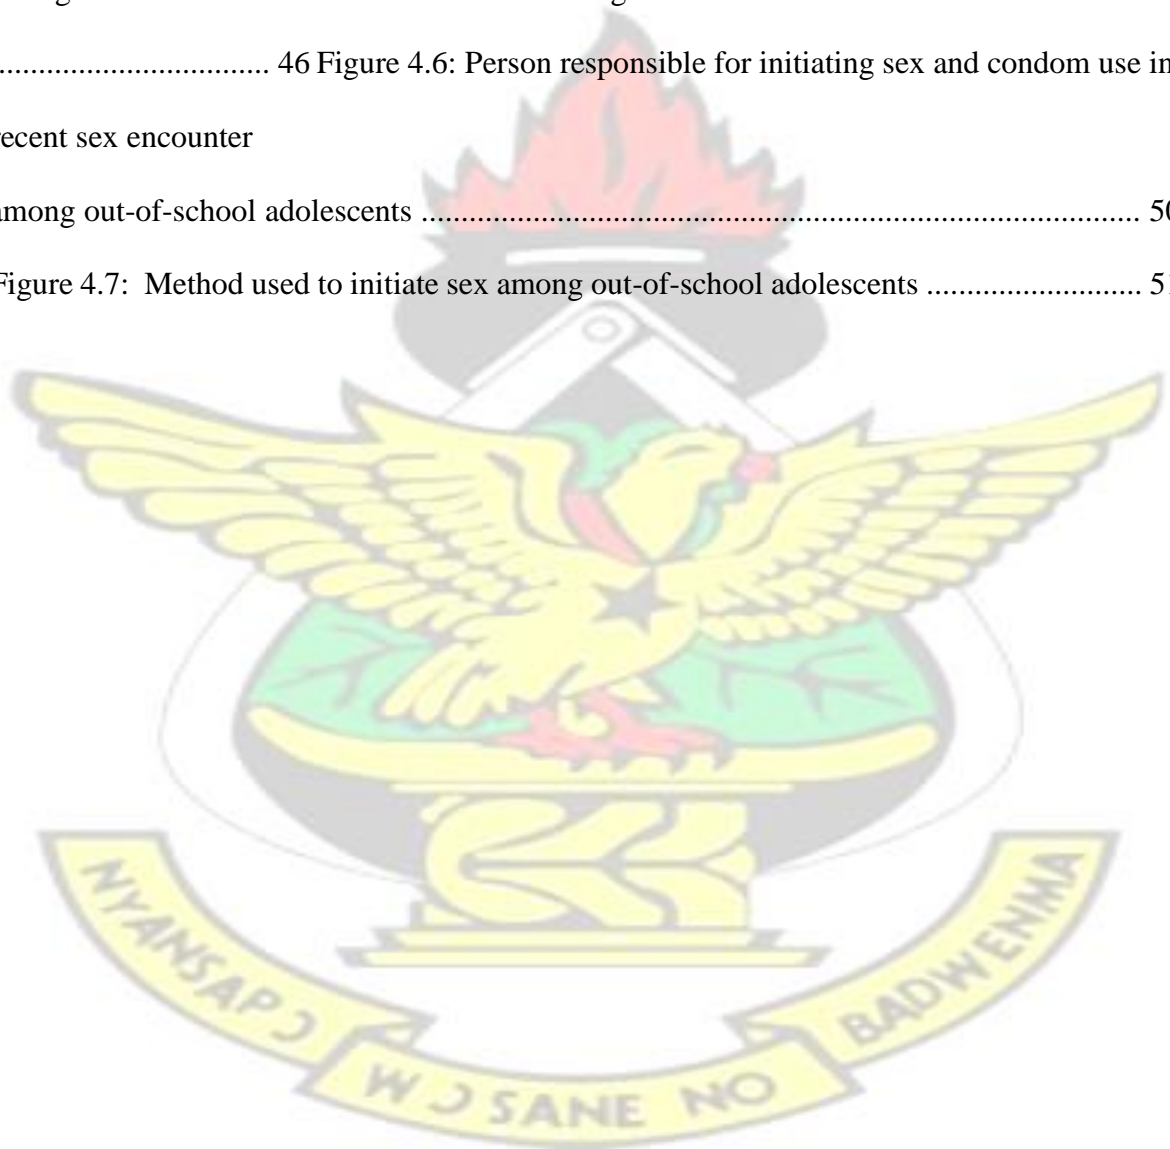 ................................. 46 Figure 4.6: Person responsible for initiating sex and condom use in
recent sex encounter
among out-of-school adolescents ........................................................................................ 50
Figure 4.7:  Method used to initiate sex among out-of-school adolescents .......................... 51
NYANSAPƆ
WƆSANE NO
BADWENMA